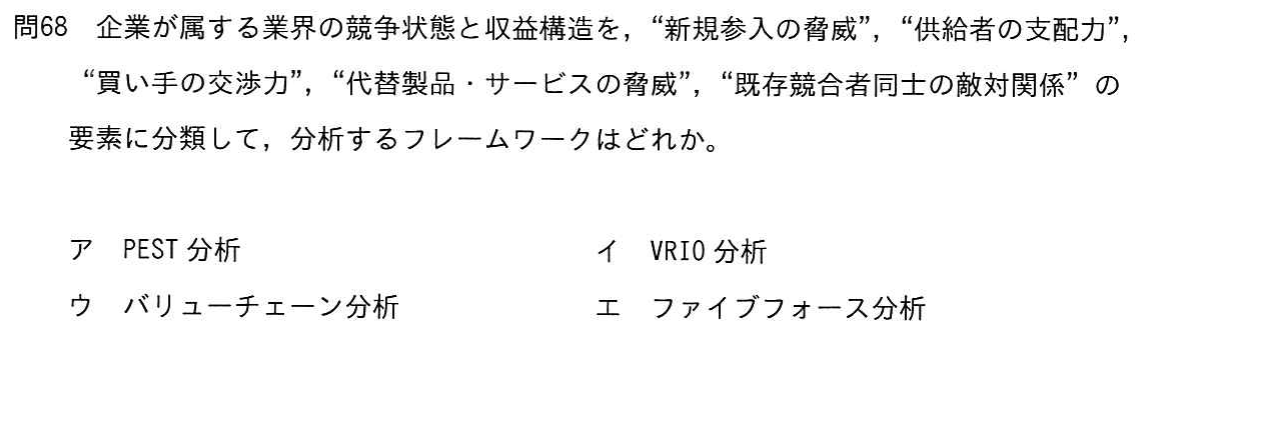 問68 企業が属する業界の競争状態と収益構造を，“新規参入の脅威”，“供給者の支配力”，
“買い手の交渉力”，“代替製品・サービスの脅威”，“既存競合者同士の敵対関係”の
要素に分類して，分析するフレームワークはどれか。
ア PEST 分析 イ VRIO 分析
ウ バリューチェーン分析 エ ファイブフォース分析